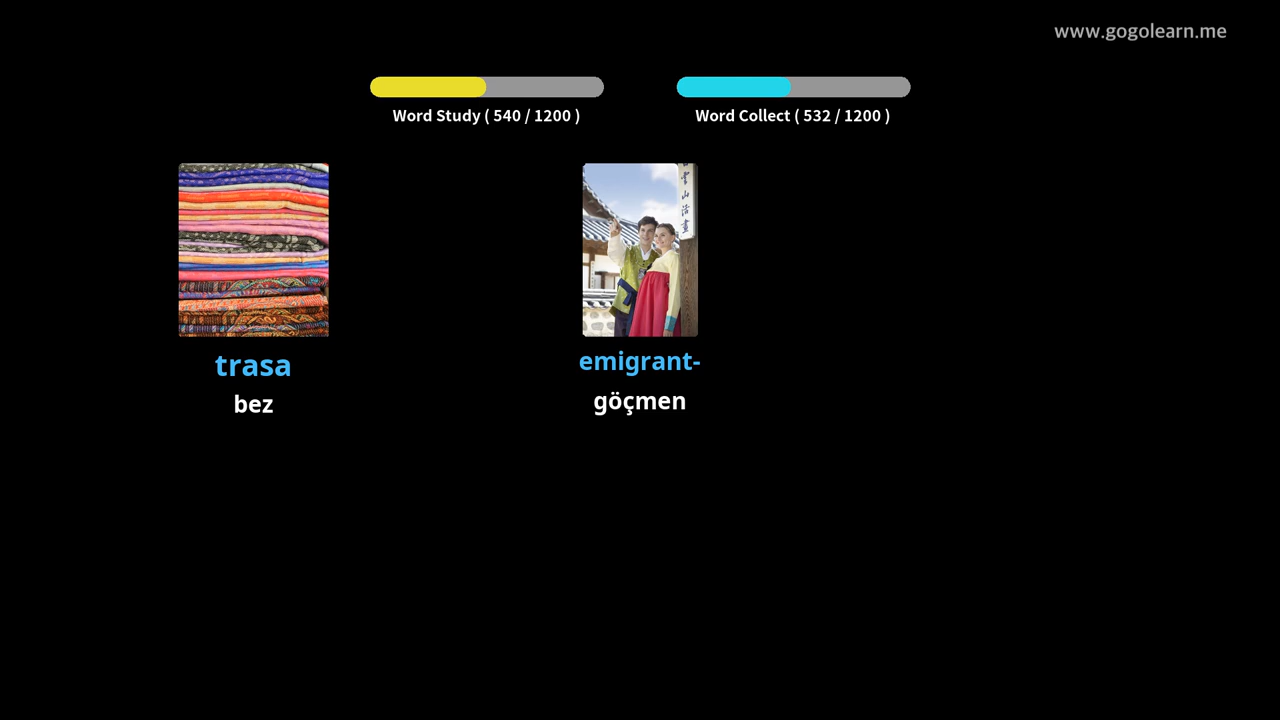 www.gogolearn.me
Word Study ( 540 / 1200 )
Word Collect ( 532 / 1200 )
trasa
bez
emigrant-
göçmen